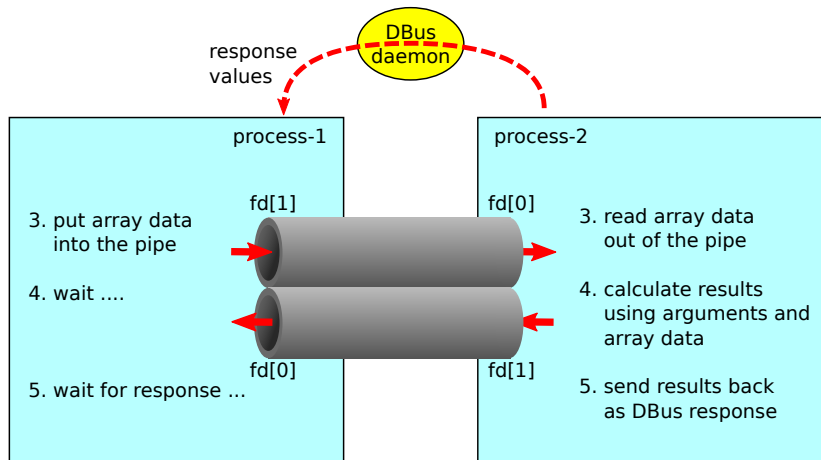 DBus
daemon
response
values
process-1
process-2
fd[1]
fd[0]
3. put array data
into the pipe
4. wait ....
5. wait for response ...
3. read array data
out of the pipe
4. calculate results
using arguments and
array data
5. send results back
as DBus response
fd[0]
fd[1]